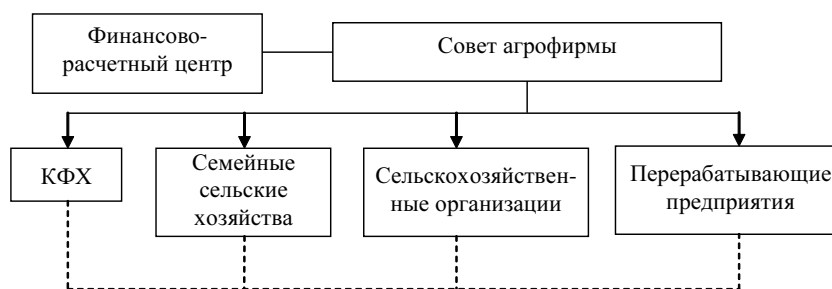 Финансово-
расчетный центр
Совет агрофирмы
КФХ
Семейные
сельские
хозяйства
Сельскохозяйствен-
ные организации
Перерабатывающие
предприятия